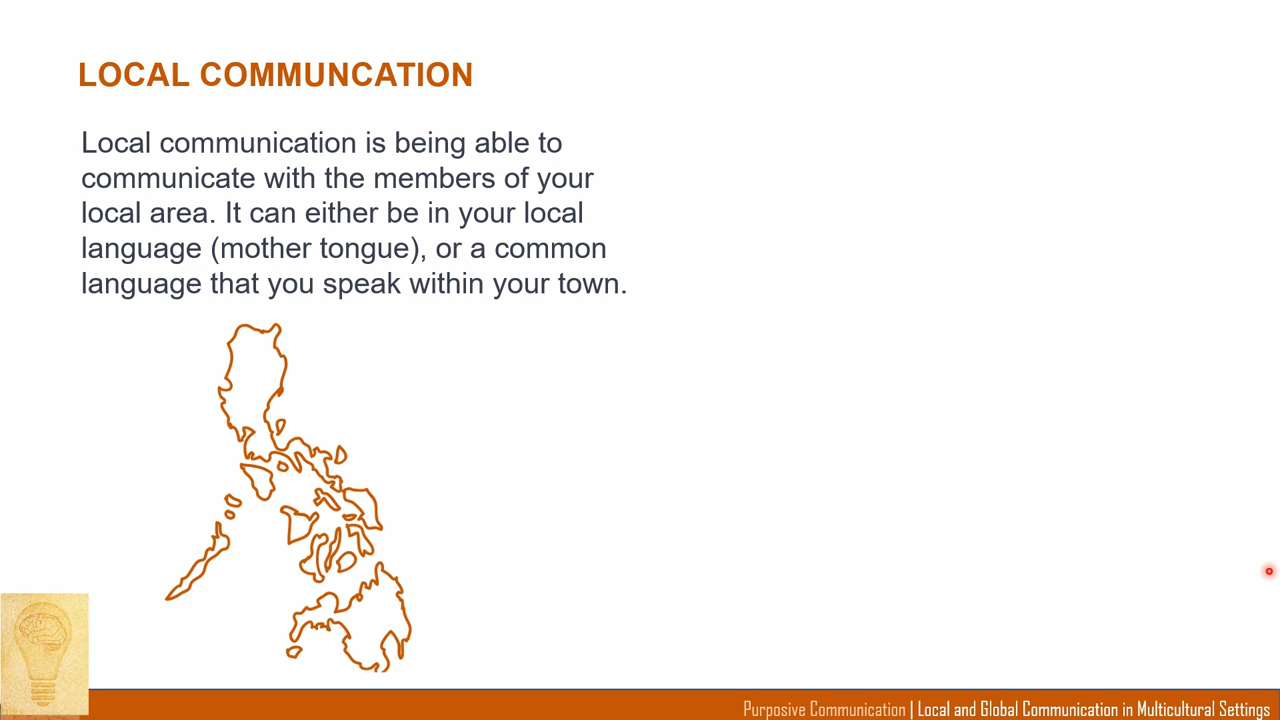 LOCAL COMMUNCATION
Local communication is being able to
communicate with the members of your
local area. It can either be in your local
language (mother tongue), or a common
language that you speak within your town.
Purposive Communication | Local and Global Communication in Multicultural Settings